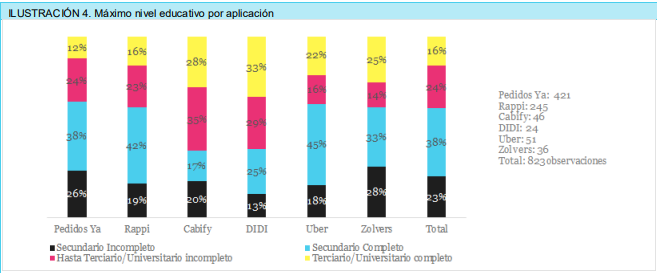 ILUSTRACIÓN 4. Máximo nivel educativo por aplicación
12% 16% 28% 33% 22% 25% 16%
24% 23% 35% 29% 16% 14% 24%
38% 42% 17% 25% 45% 33% 38%
26% 19% 20% 13% 18% 28% 23%
Pedidos Ya Rappi Cabify DIDI Uber Zolvers Total
Secundario Incompleto Secundario Completo
Hasta Terciario/Universitario incompleto Terciario/Universitario completo
Pedidos Ya: 421
Rappi: 245
Cabify: 46
DIDI: 24
Uber: 51
Zolvers: 36
Total: 823observaciones